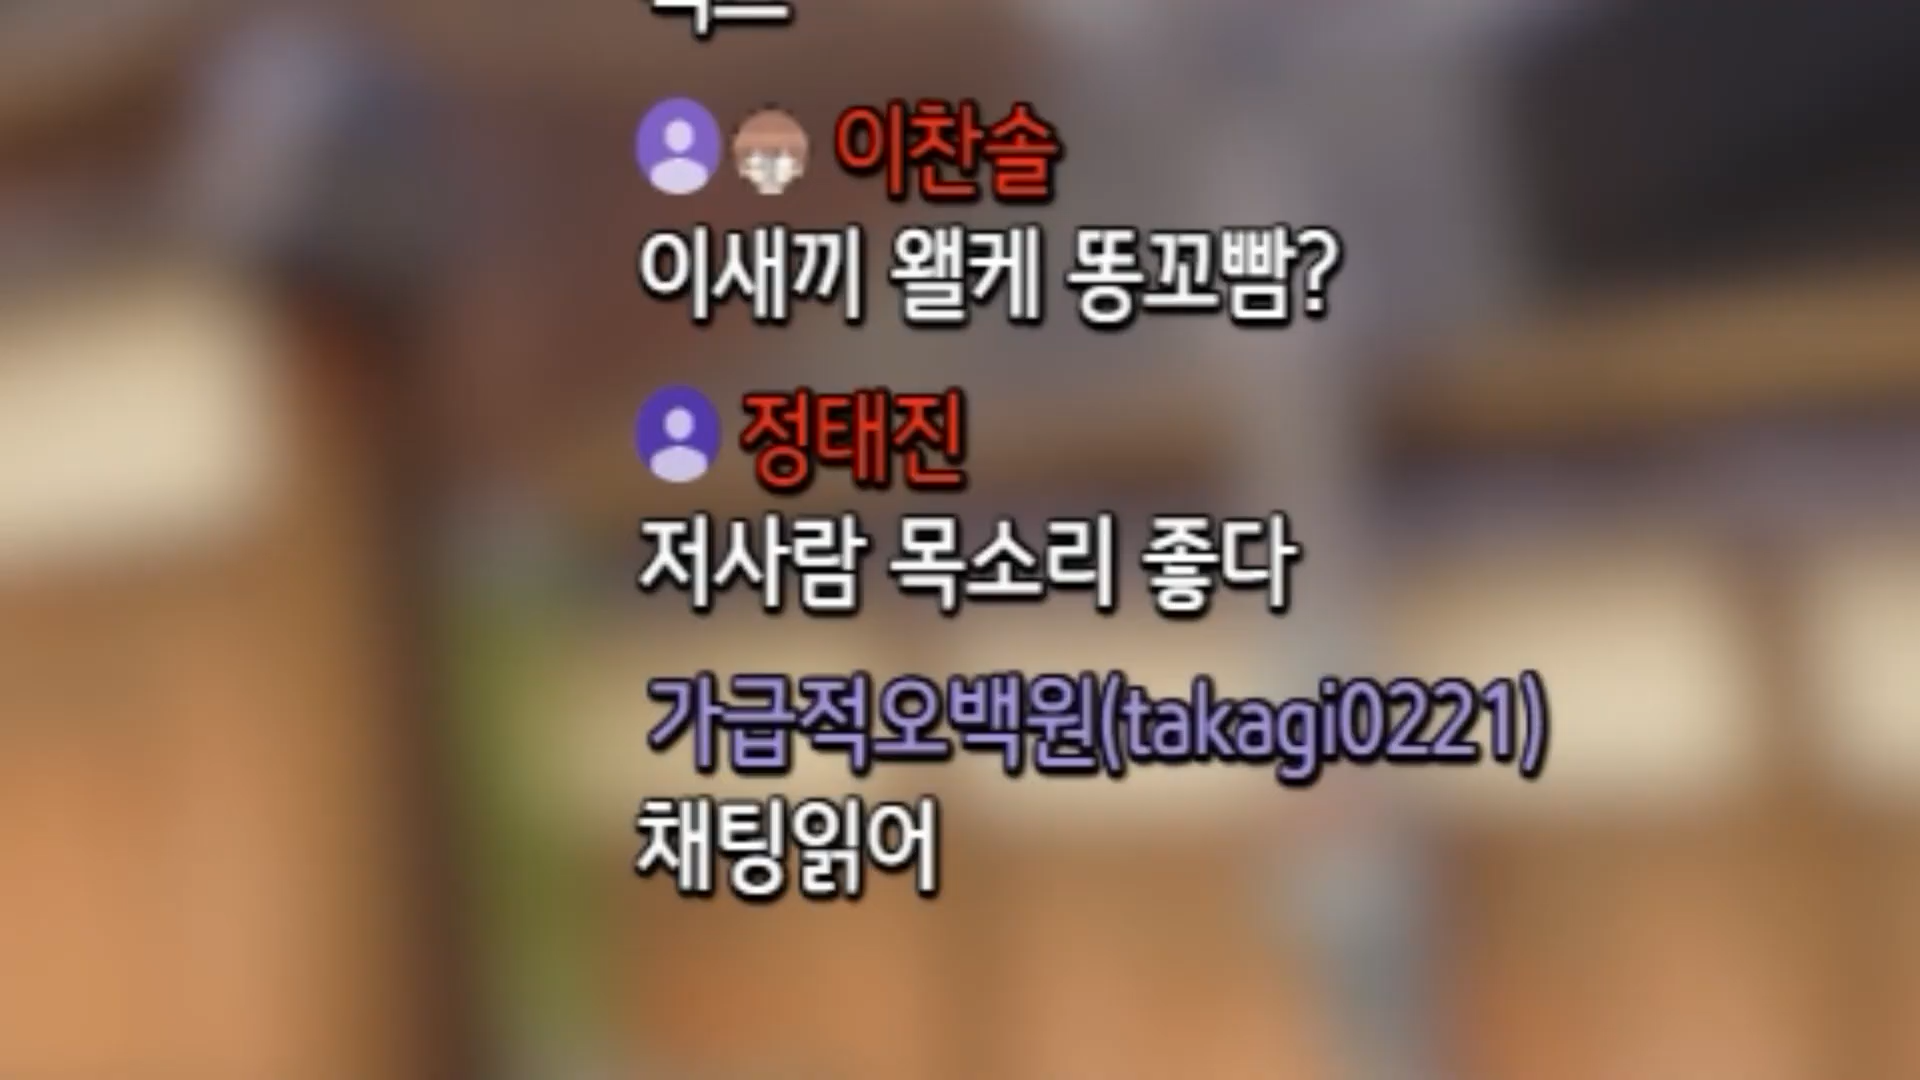 이찬솔
이새끼 왤케 똥꼬빰?
정태진
저사람 목소리 좋다
가급적오백원(takagi0221)
채팅읽어